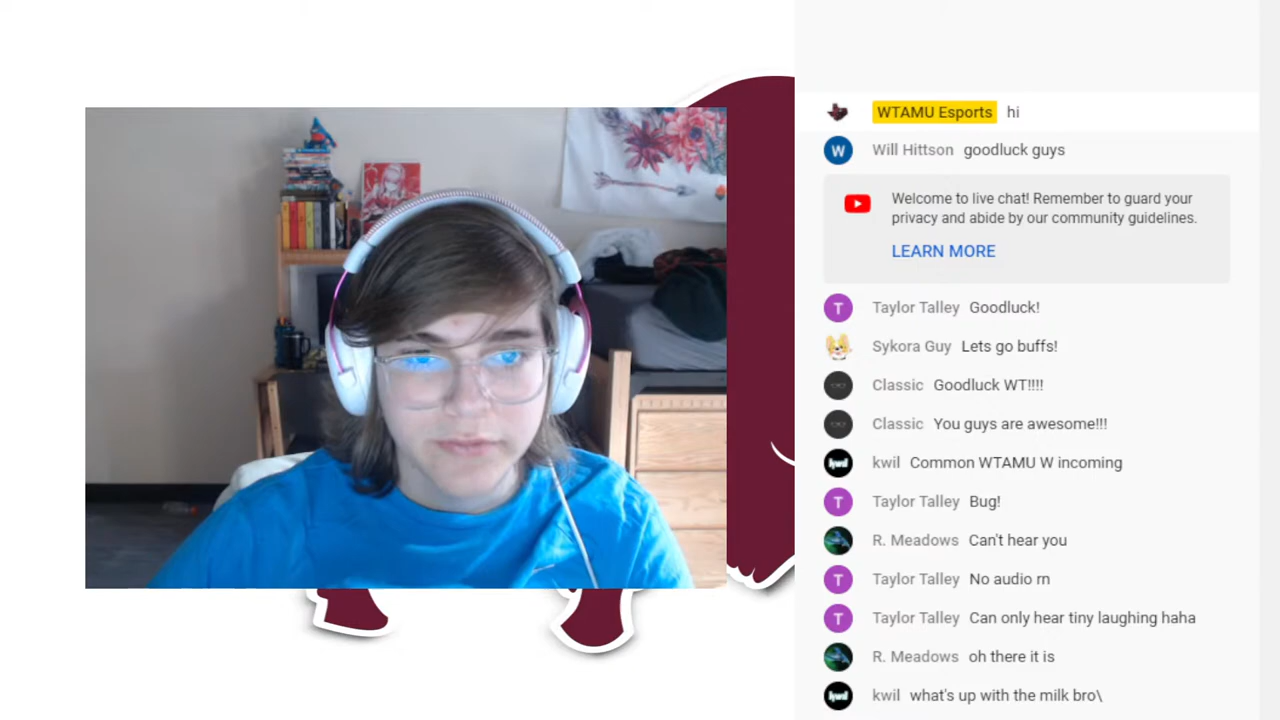 WTAMU Esports hi
Will Hittson goodluck guys
Welcome to live chat! Remember to guard your
privacy and abide by our community guidelines.
LEARN MORE
Taylor Talley Goodluck!
Sykora Guy Lets go buffs!
Classic Goodluck WT!!!!
Classic You guys are awesome!!!
kwil Common WTAMU W incoming
Taylor Talley Bug!
R. Meadows Can't hear you
Taylor Talley No audio rn
Taylor Talley Can only hear tiny laughing haha
R. Meadows oh there it is
kwil what's up with the milk bro\
W
T
T
T
T